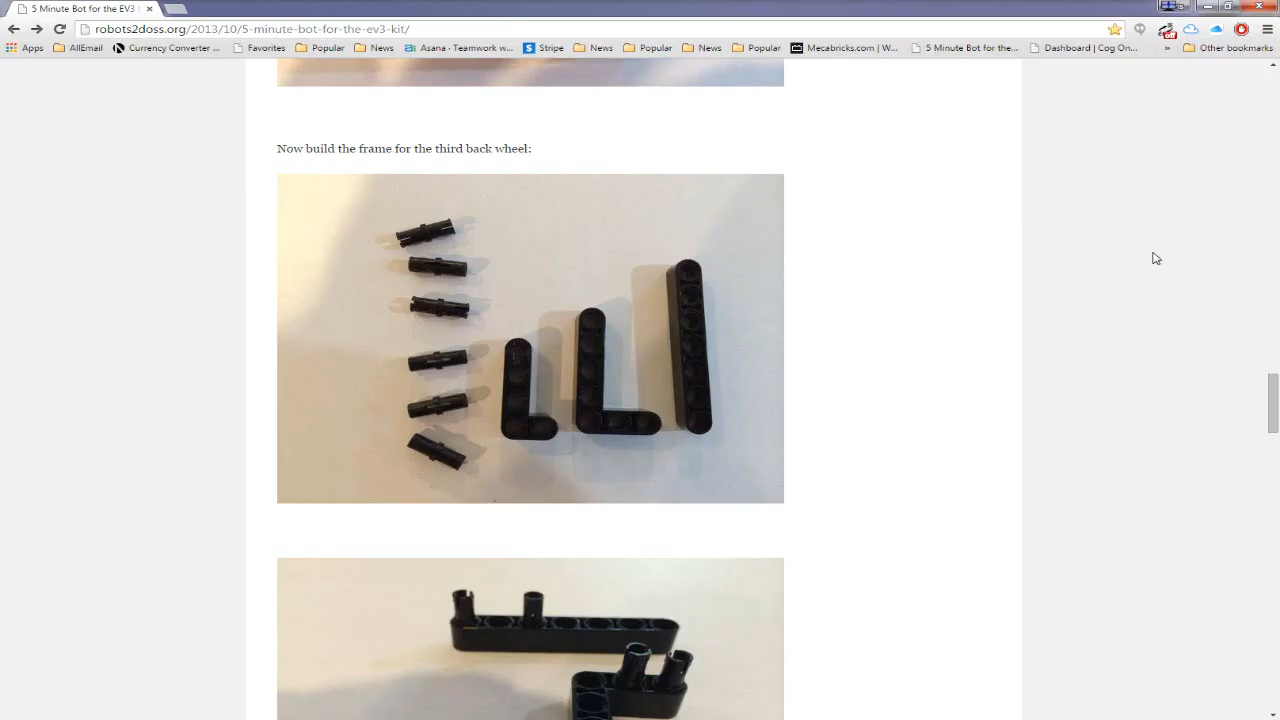 5 Minute Bot for the EV3
robots2doss.org/2013/10/5-minute-bot-for-the-ev3-kit/
Apps AllEmail Currency Converter ... Favorites Popular News Asana - Teamwork w... Stripe News Popular News Popular Mecabricks.com | W... 5 Minute Bot for the... Dashboard | Cog On... » Other bookmarks
Now build the frame for the third back wheel: